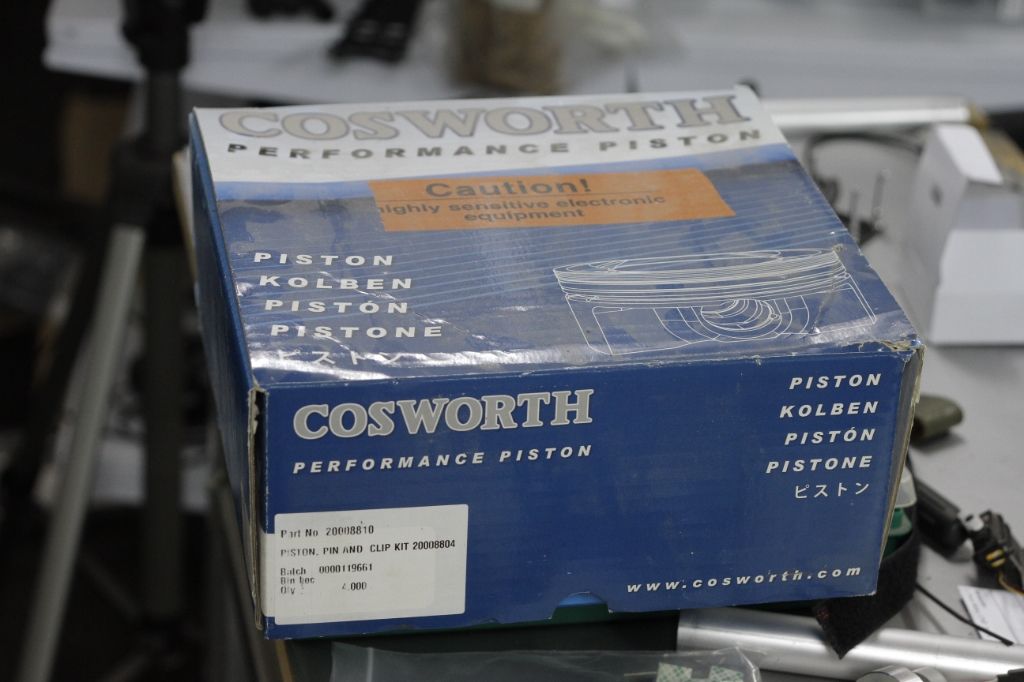 COSWORTH
PERFORMANCE PISTON
Caution!
highly sensitive electronic
equipment
PISTON
KOLBEN
PISTÓN
PISTONE
ピストン
COSWORTH
PERFORMANCE PISTON
PISTON
KOLBEN
PISTÓN
PISTONE
ピストン
Part No 20008810
PISTON, PIN AND CLIP KIT 20008804
Batch 0000119661
Bin loc
Qty : 4.000
www.cosworth.com